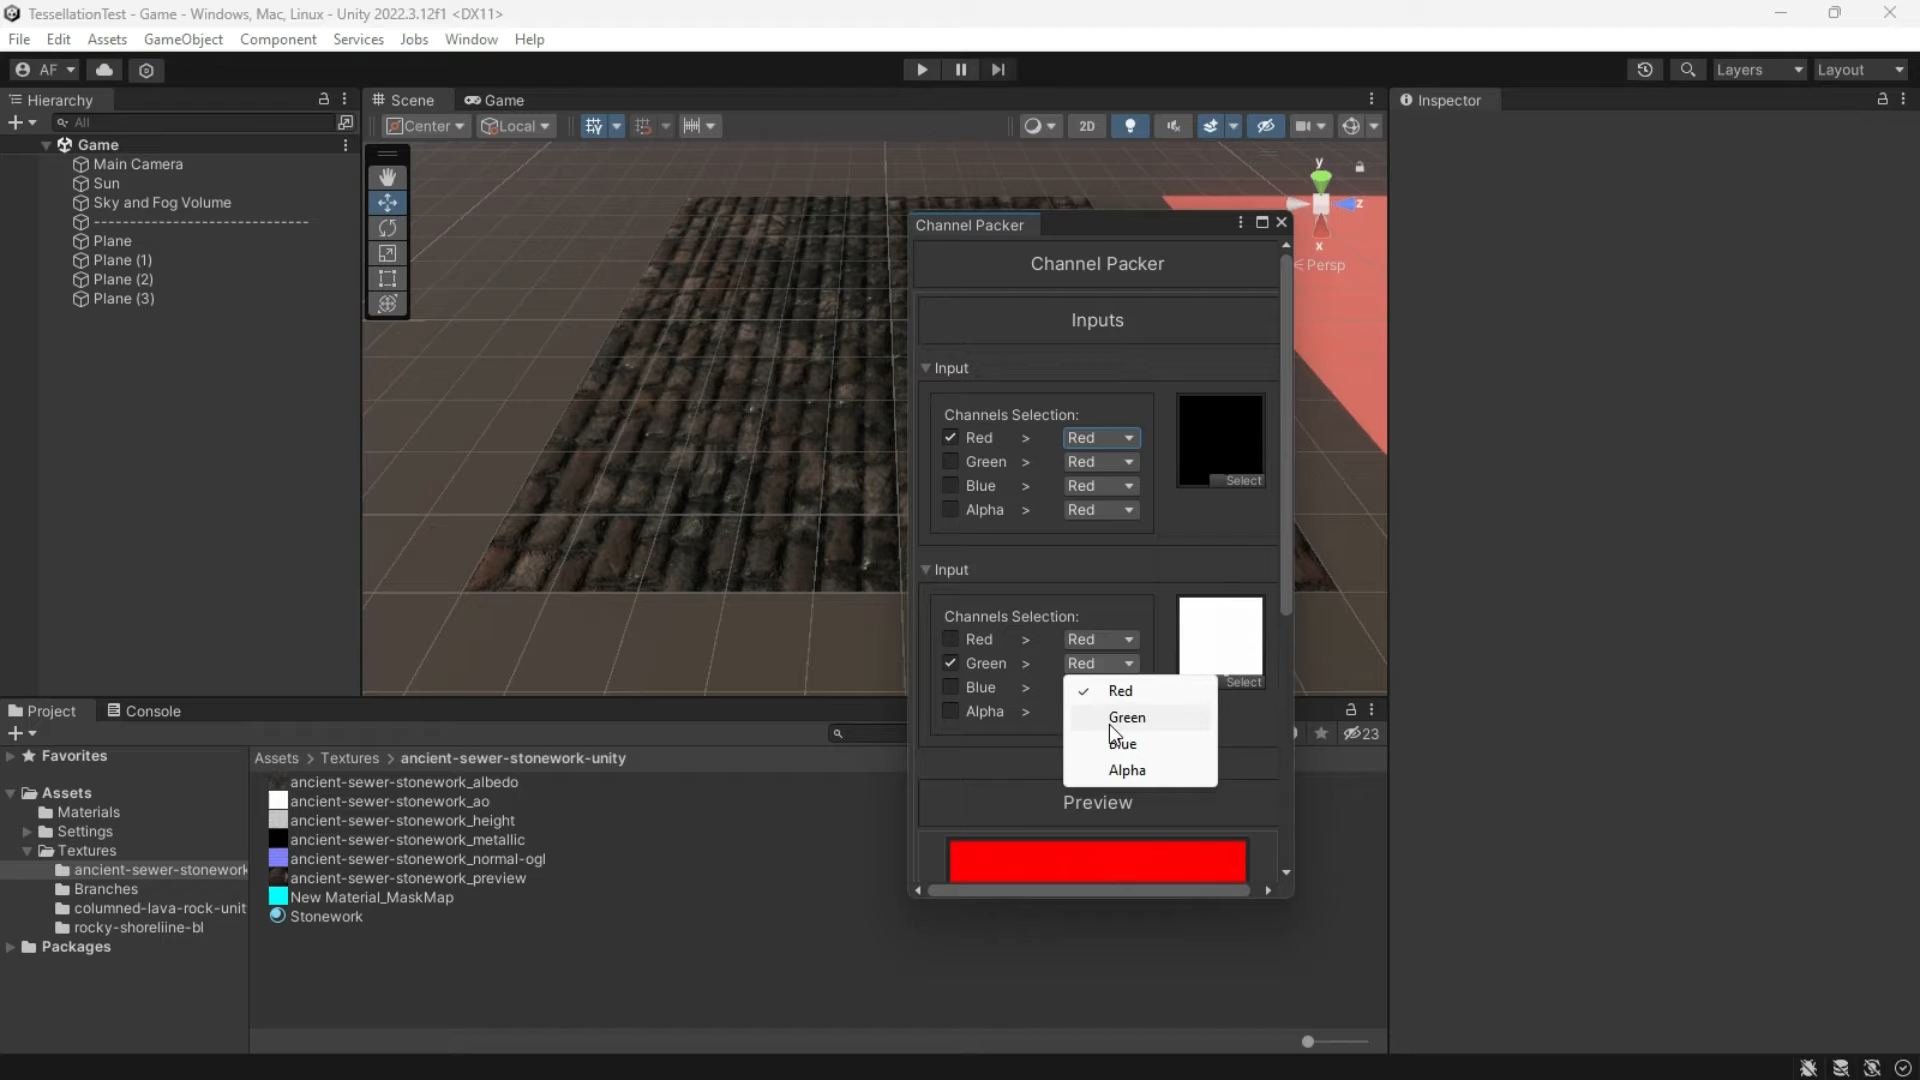 TessellationTest - Game - Windows, Mac, Linux - Unity 2022.3.12f1 <DX11>
File Edit Assets GameObject Component Services Jobs Window Help
AF
Layers
Layout
Hierarchy
Scene
Game
Inspector
All
Center
Local
2D
Game
Main Camera
Sun
Sky and Fog Volume
--------------------------------
Plane
Plane (1)
Plane (2)
Plane (3)
y
z
x
< Persp
Channel Packer
Channel Packer
Inputs
Input
Channels Selection:
Red > Red
Green > Red
Blue > Red
Alpha > Red
Select
Input
Channels Selection:
Red > Red
Green > Red
Blue >
Alpha >
Select
Red
Green
Blue
Alpha
Preview
Project
Console
23
Favorites
Assets
Materials
Settings
Textures
ancient-sewer-stonework
Branches
columned-lava-rock-unit
rocky-shoreliine-bl
Packages
Assets > Textures > ancient-sewer-stonework-unity
ancient-sewer-stonework_albedo
ancient-sewer-stonework_ao
ancient-sewer-stonework_height
ancient-sewer-stonework_metallic
ancient-sewer-stonework_normal-ogl
ancient-sewer-stonework_preview
New Material_MaskMap
Stonework